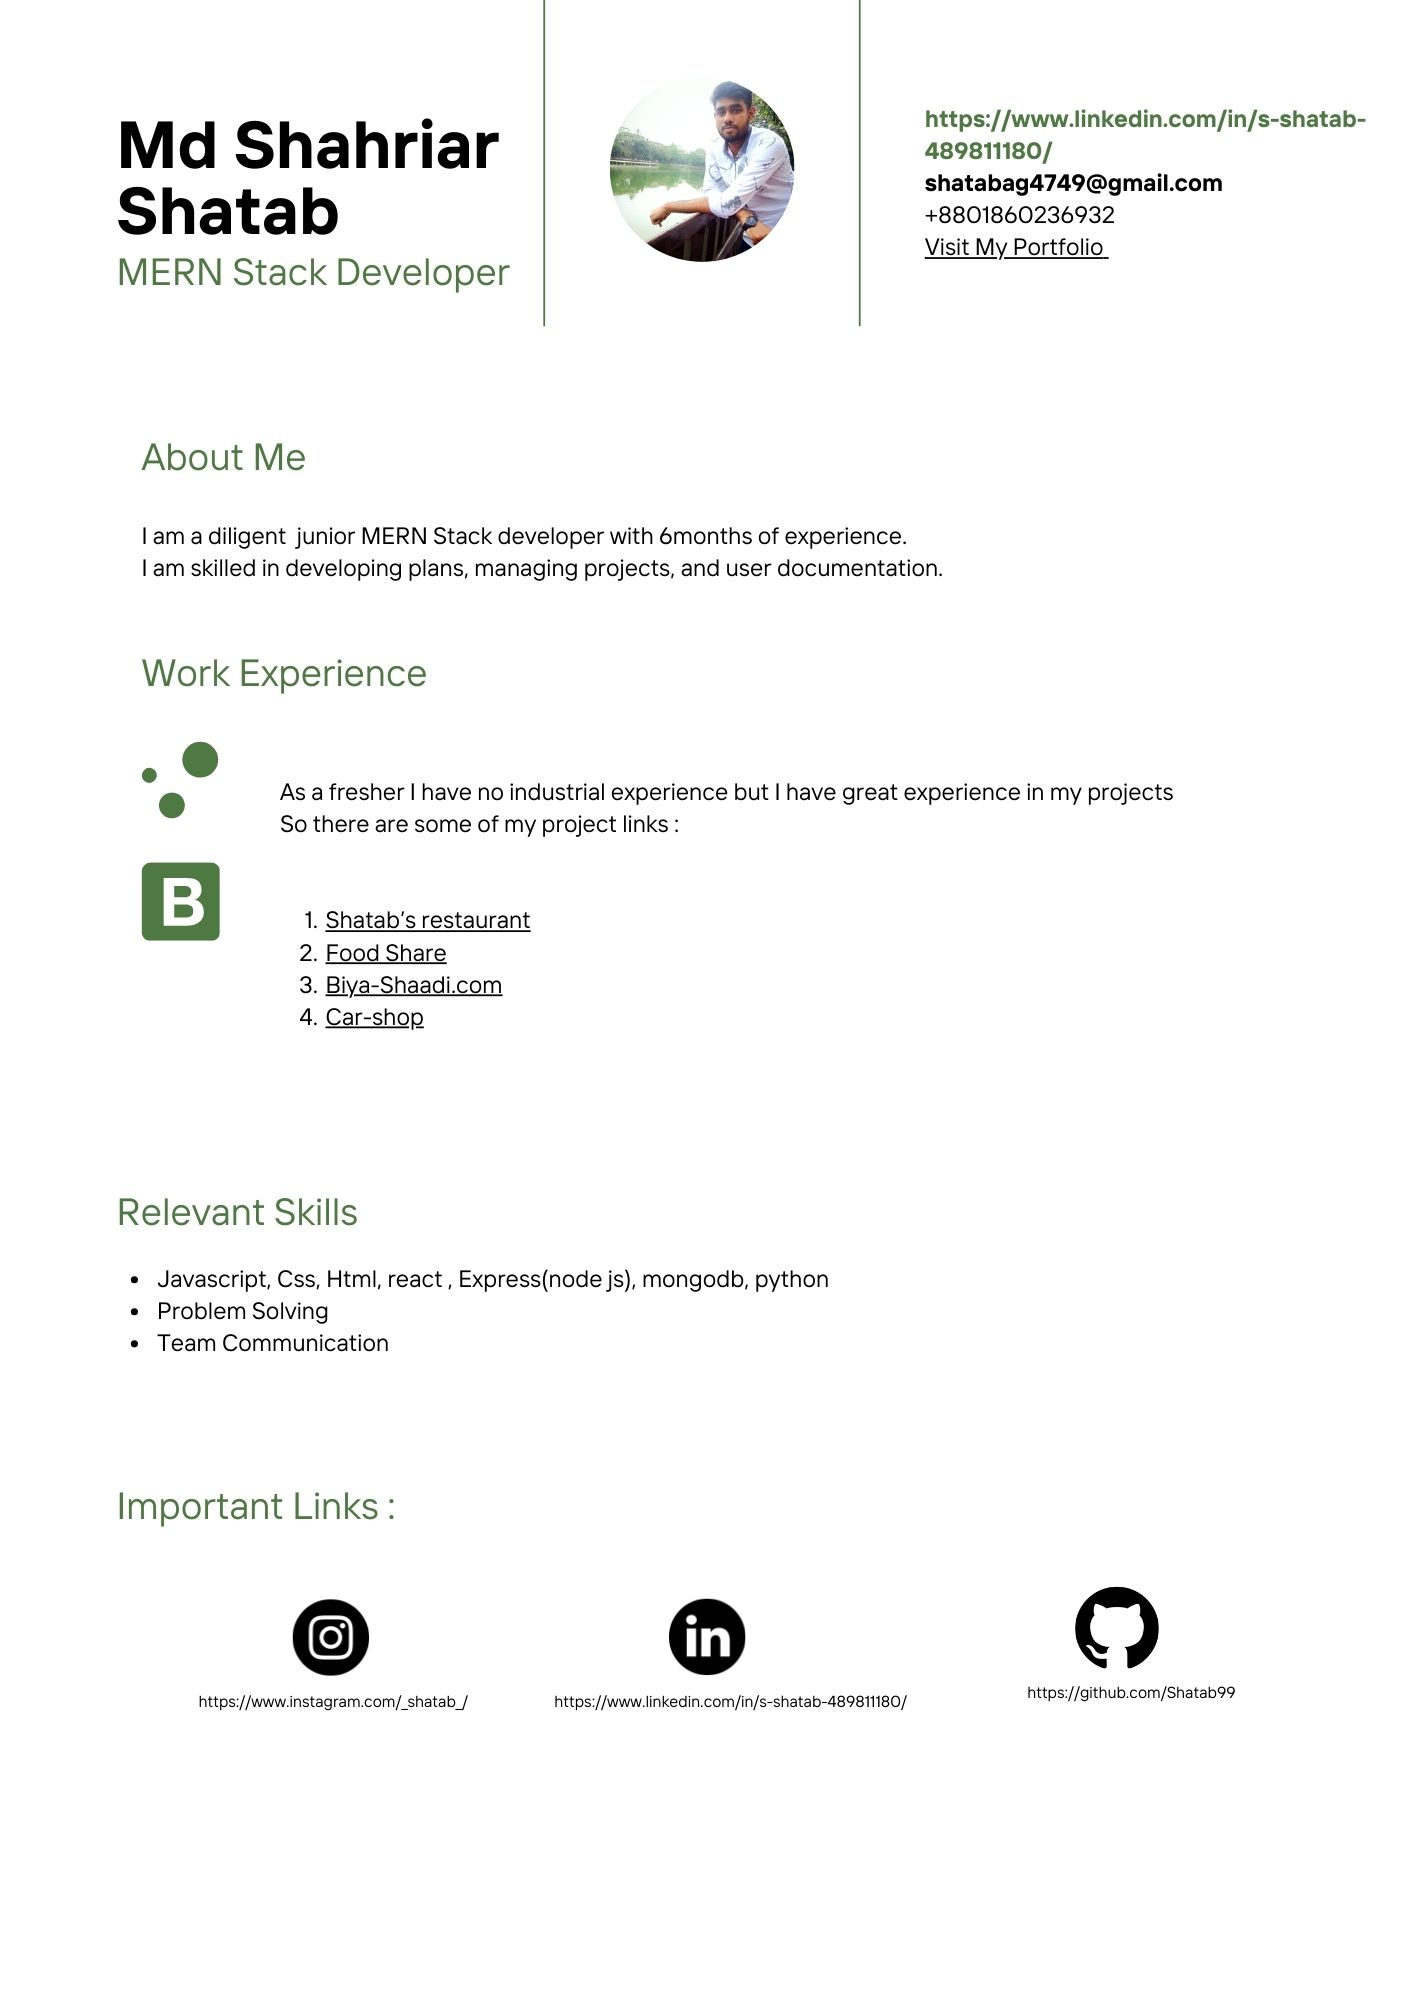 Md Shahriar
Shatab
MERN Stack Developer
https://www.linkedin.com/in/s-shatab-
489811180/
shatabag4749@gmail.com
+8801860236932
Visit My Portfolio
About Me
I am a diligent  junior MERN Stack developer with 6months of experience.
I am skilled in developing plans, managing projects, and user documentation.
Work Experience
As a fresher I have no industrial experience but I have great experience in my projects
So there are some of my project links :
B
1. Shatab's restaurant
2. Food Share
3. Biya-Shaadi.com
4. Car-shop
Relevant Skills
• Javascript, Css, Html, react , Express(node js), mongodb, python
• Problem Solving
• Team Communication
Important Links :
in
https://www.instagram.com/_shatab_/
https://www.linkedin.com/in/s-shatab-489811180/
https://github.com/Shatab99